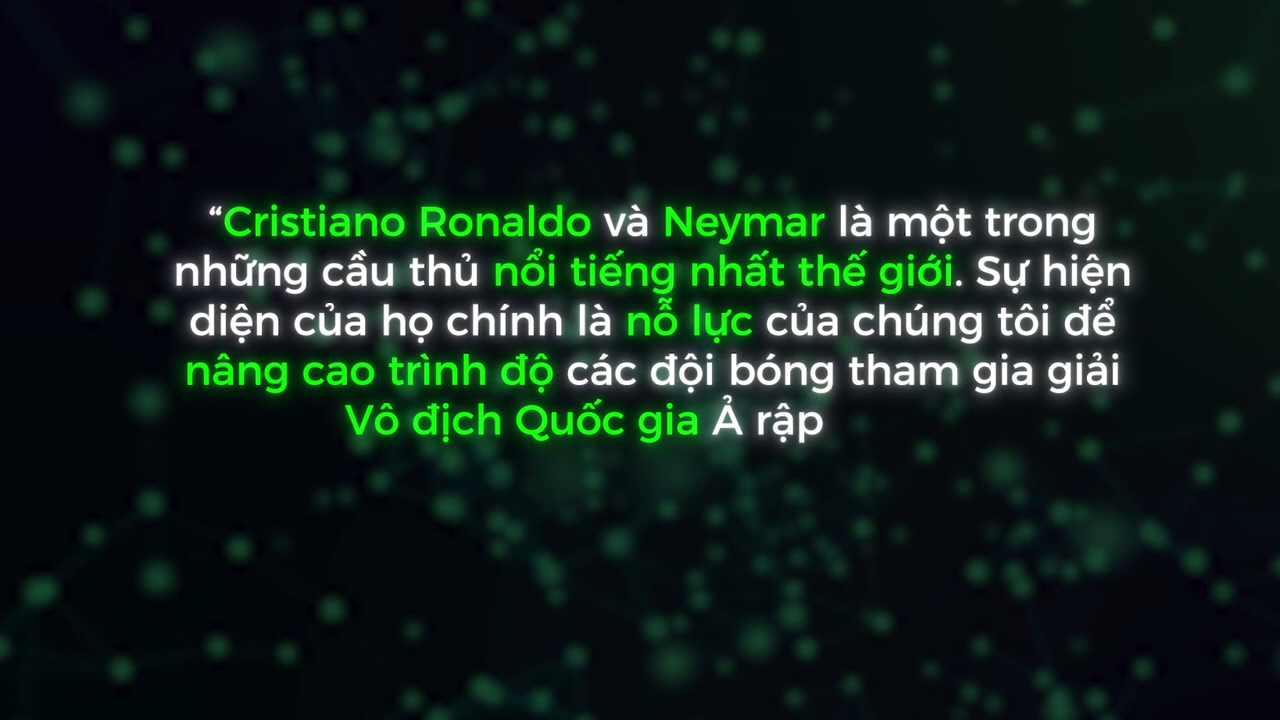 “Cristiano Ronaldo và Neymar là một trong
những cầu thủ nổi tiếng nhất thế giới. Sự hiện
diện của họ chính là nỗ lực của chúng tôi để
nâng cao trình độ các đội bóng tham gia giải
Vô địch Quốc gia Ả rập